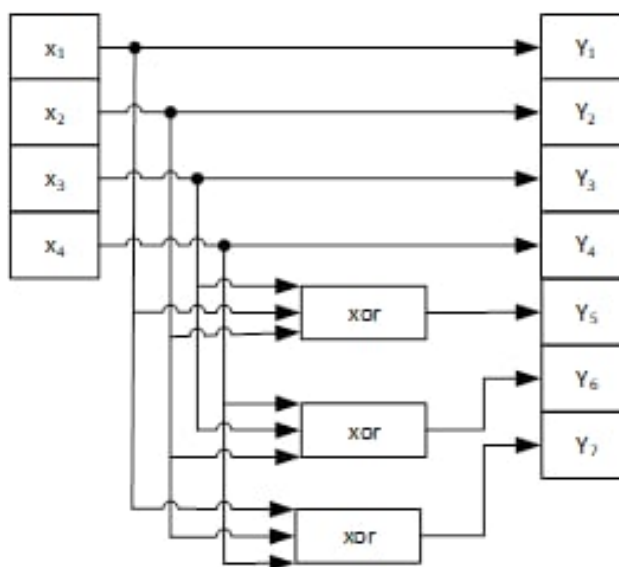 x₁ Y₁
x₂ Y₂
x₃ Y₃
x₄ Y₄
xor Y₅
Y₆
xor
Y₇
xor